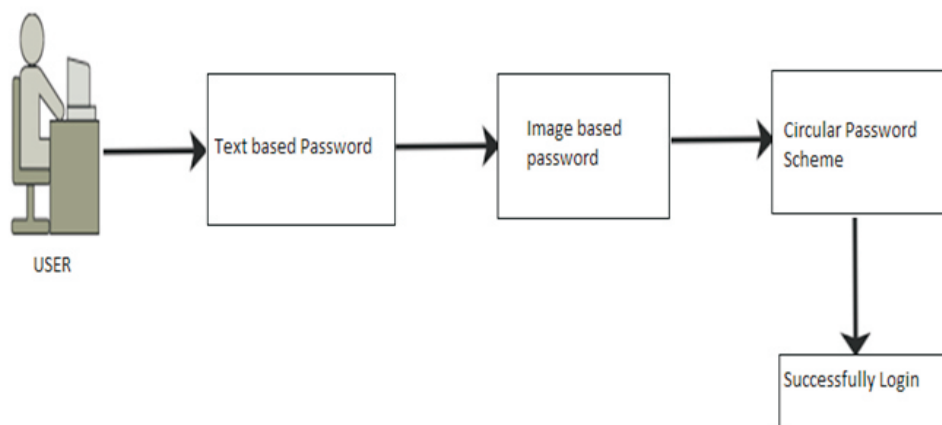 USER
Text based Password
Image based
password
Circular Password
Scheme
Successfully Login